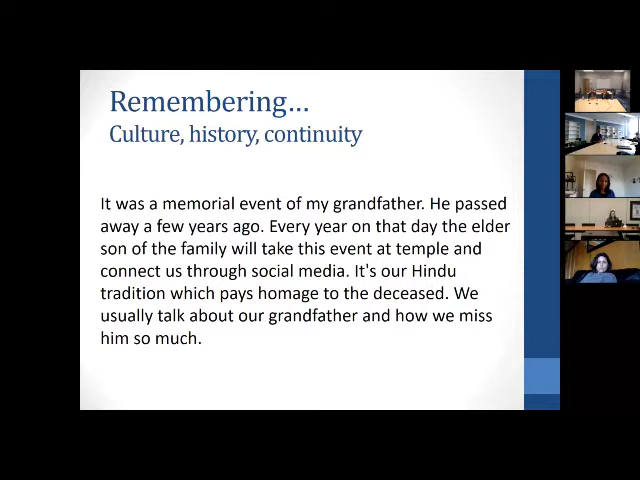 Remembering…
Culture, history, continuity
It was a memorial event of my grandfather. He passed
away a few years ago. Every year on that day the elder
son of the family will take this event at temple and
connect us through social media. It's our Hindu
tradition which pays homage to the deceased. We
usually talk about our grandfather and how we miss
him so much.